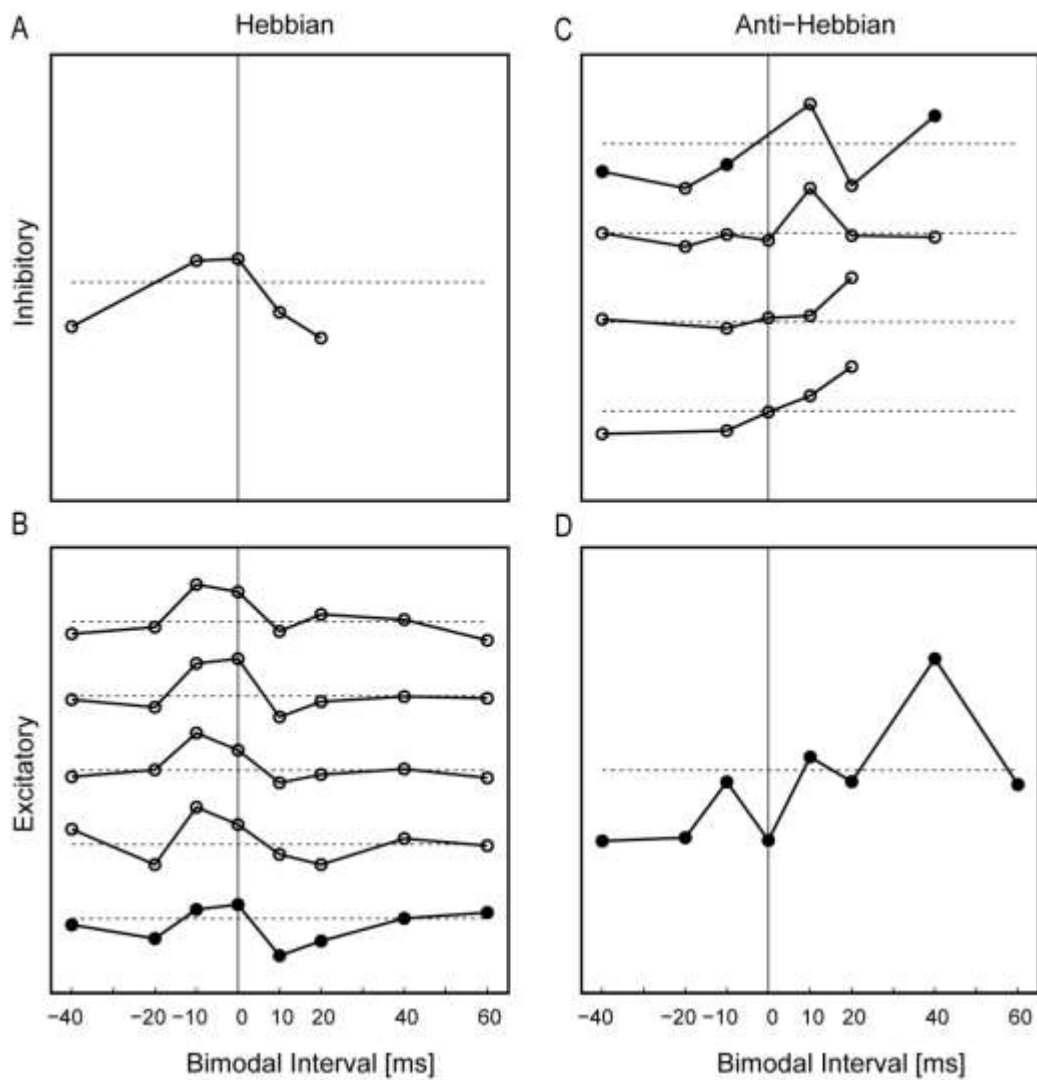 A Hebbian
C Anti-Hebbian
Inhibitory
B
D
Excitatory
-40 -20 -10 0 10 20 40 60
-40 -20 -10 0 10 20 40 60
Bimodal Interval [ms]
Bimodal Interval [ms]